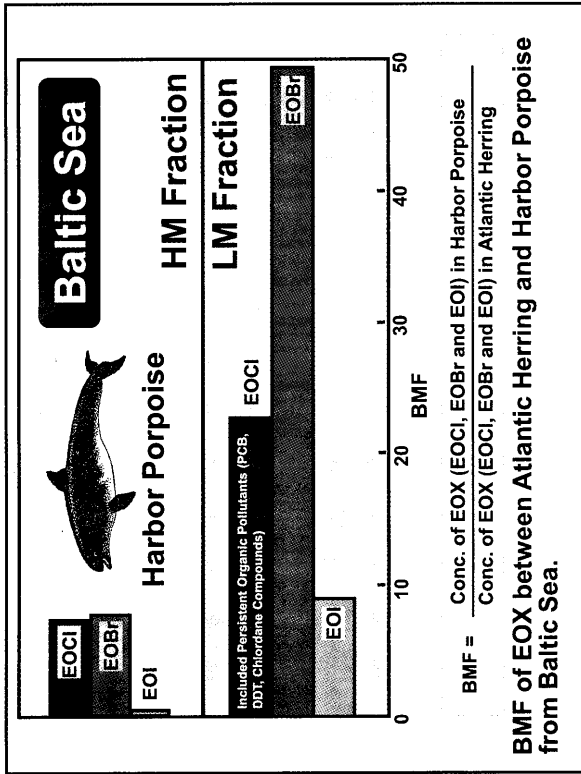 Baltic Sea
HM Fraction
Harbor Porpoise
EOCl
EOBr
EOI
LM Fraction
Included Persistent Organic Pollutants (PCB,
DDT, Chlordane Compounds)
EOCl
EOBr
EOI
0 10 20 30 40 50
BMF
BMF = Conc. of EOX (EOCl, EOBr and EOI) in Harbor Porpoise
Conc. of EOX (EOCl, EOBr and EOI) in Atlantic Herring
BMF of EOX between Atlantic Herring and Harbor Porpoise
from Baltic Sea.